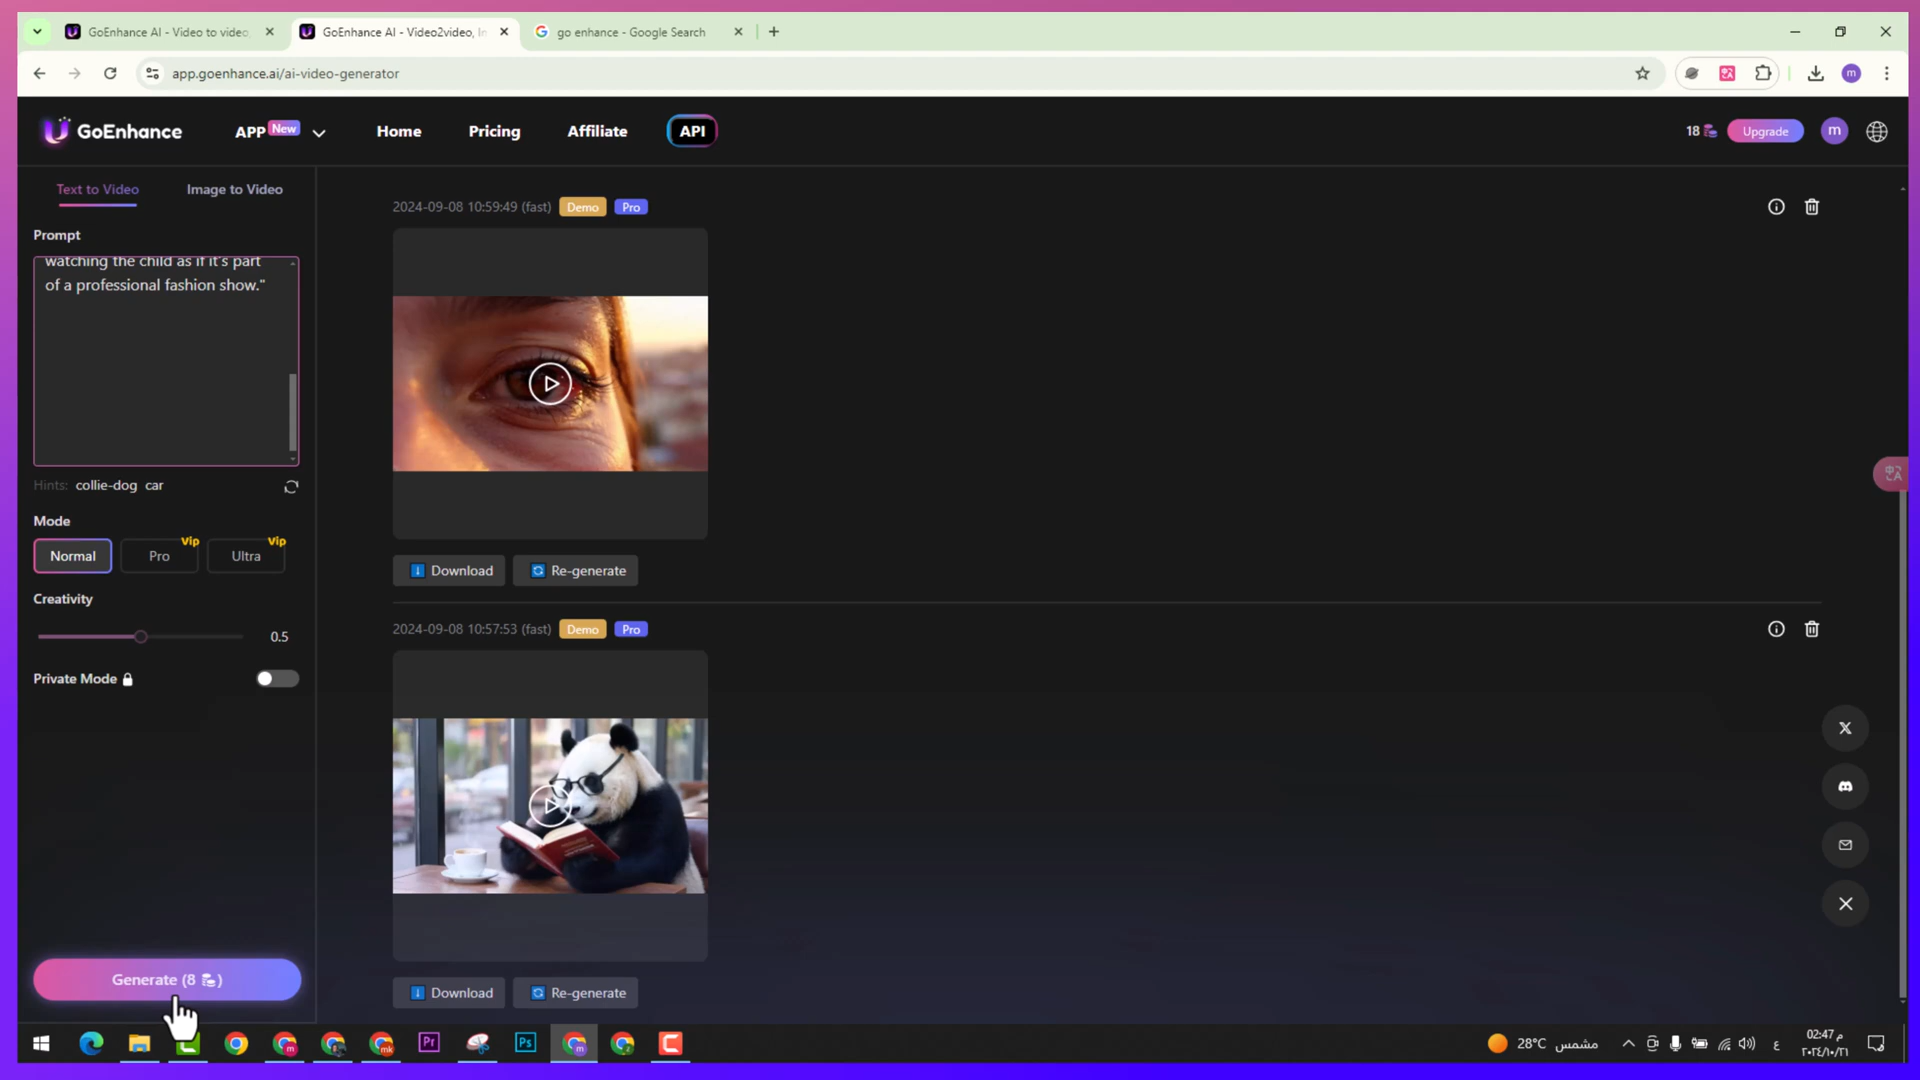 GoEnhance AI - Video to video,
GoEnhance AI - Video2video, In
go enhance - Google Search
app.goenhance.ai/ai-video-generator
m
GoEnhance
APP New
Home
Pricing
Affiliate
API
18
Upgrade
m
Text to Video
Image to Video
Prompt
watching the child as if it's part
of a professional fashion show."
Hints: collie-dog car
Mode
Normal
Pro
Vip
Ultra
Vip
Creativity
0.5
Private Mode
Generate (8 )
2024-09-08 10:59:49 (fast) Demo Pro
Download
Re-generate
2024-09-08 10:57:53 (fast) Demo Pro
Download
Re-generate
28°C مشمس
ع
02:47 م
٢٠٢٤/١٠/٢١